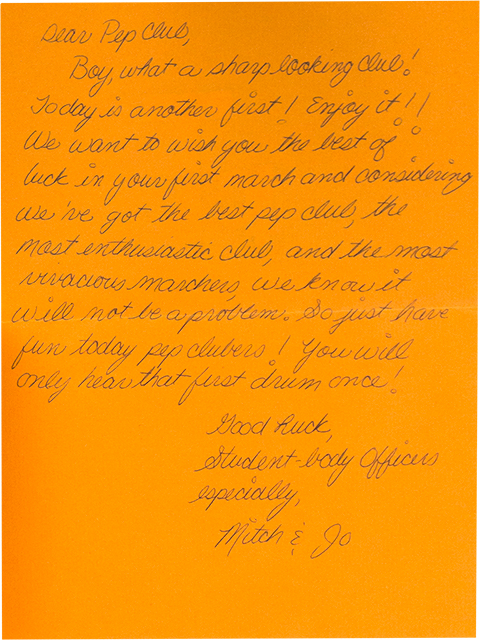 Dear Pep Club,
Boy, what a sharp looking club!
Today is another first! Enjoy it!!
We want to wish you the best of
luck in your first march and considering
we've got the best pep club, the
most enthusiastic club, and the most
vivacious marchers, we know it
will not be a problem. So just have
fun today pep clubers! You will
only hear that first drum once!
Good Luck,
Student-body Officers
especially,
Mitch & Jo